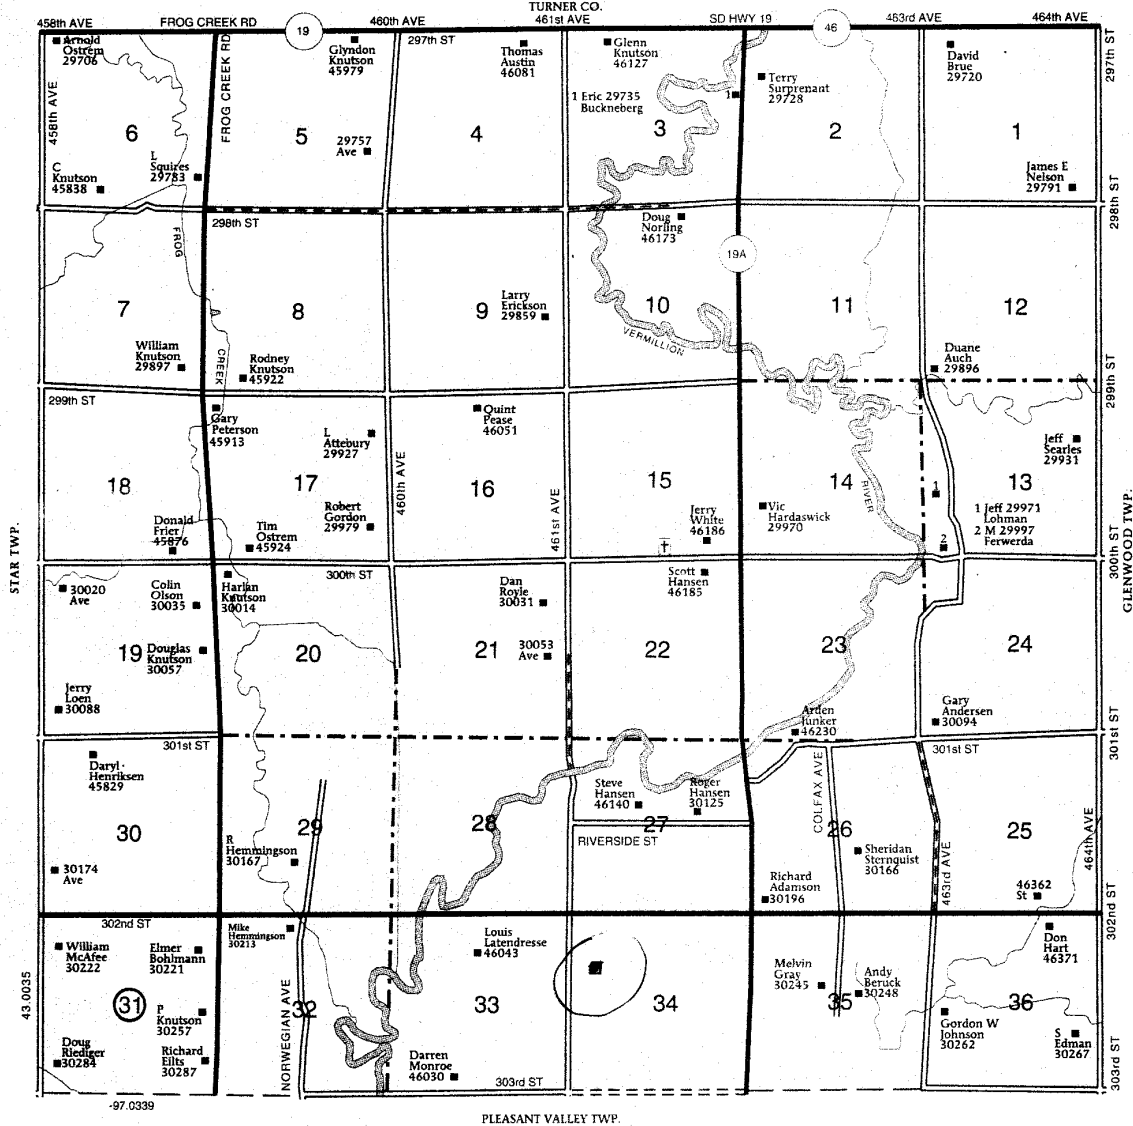 TURNER CO.
458th AVE
FROG CREEK RD
19
460th AVE
461st AVE
SD HWY 19
46
463rd AVE
464th AVE
297th ST
297th ST
458th AVE
FROG CREEK RD
Arnold
Ostrem
29706
Glyndon
Knutson
45979
Thomas
Austin
46081
Glenn
Knutson
46127
1 Eric 29735
Buckneberg
1
Terry
Surprenant
29728
David
Brue
29720
6
5
4
3
2
1
29757
Ave
C
Knutson
45838
L
Squires
29783
James E
Nelson
29791
298th ST
298th ST
FROG
Doug
Norling
46173
19A
7
8
9
10
11
12
Larry
Erickson
29859
VERMILLION
William
Knutson
29897
CREEK
Rodney
Knutson
45922
Duane
Auch
29896
299th ST
299th ST
Gary
Peterson
45913
L
Attebury
29927
Quint
Pease
46051
Jeff
Searles
29931
460th AVE
461st AVE
18
17
16
15
14
13
RIVER
1
Donald
Frier
45876
Tim
Ostrem
45924
Robert
Gordon
29979
Jerry
White
46186
Vic
Hardaswick
29970
1 Jeff 29971
Lohman
2 M 29997
Ferwerda
2
STAR TWP.
GLENWOOD TWP.
300th ST
300th ST
30020
Ave
Colin
Olson
30035
Harlan
Knutson
30014
Dan
Royle
30031
Scott
Hansen
46185
19
Douglas
Knutson
30057
20
21
30053
Ave
22
23
24
Jerry
Loen
30088
Arden
Junker
46230
Gary
Andersen
30094
301st ST
301st ST
301st ST
Daryl
Henriksen
45829
Steve
Hansen
46140
Roger
Hansen
30125
COLFAX AVE
30
29
28
27
26
25
R
Hemmingson
30167
RIVERSIDE ST
Sheridan
Sternquist
30166
463rd AVE
464th AVE
30174
Ave
Richard
Adamson
30196
46362
St
302nd ST
302nd ST
William
McAfee
30222
Elmer
Bohlmann
30221
Mike
Hemmingson
30213
Louis
Latendresse
46043
Don
Hart
46371
Melvin
Gray
30245
Andy
Beruck
30248
43.0035
31
P
Knutson
30257
NORWEGIAN AVE
32
33
34
35
36
Gordon W
Johnson
30262
S
Edman
30267
Doug
Riediger
30284
Richard
Eilts
30287
Darren
Monroe
46030
303rd ST
303rd ST
-97.0339
PLEASANT VALLEY TWP.